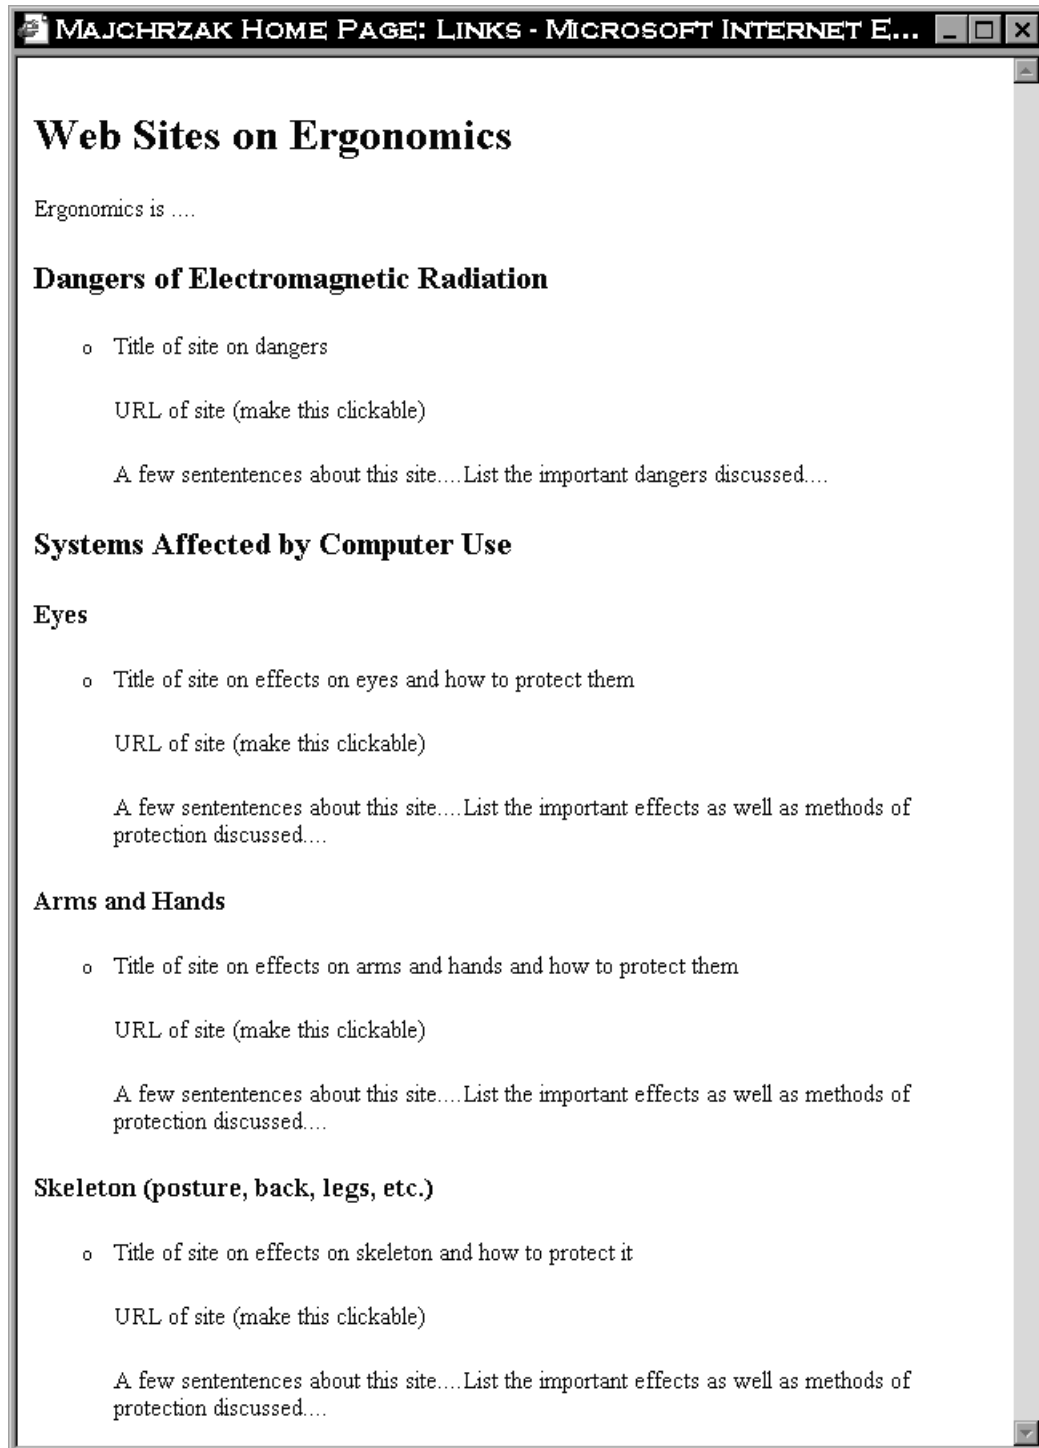 MAJCHRZAK HOME PAGE: LINKS - MICROSOFT INTERNET E...
Web Sites on Ergonomics
Ergonomics is ....
Dangers of Electromagnetic Radiation
o Title of site on dangers
URL of site (make this clickable)
A few sententences about this site....List the important dangers discussed....
Systems Affected by Computer Use
Eyes
o Title of site on effects on eyes and how to protect them
URL of site (make this clickable)
A few sententences about this site....List the important effects as well as methods of
protection discussed....
Arms and Hands
o Title of site on effects on arms and hands and how to protect them
URL of site (make this clickable)
A few sententences about this site....List the important effects as well as methods of
protection discussed....
Skeleton (posture, back, legs, etc.)
o Title of site on effects on skeleton and how to protect it
URL of site (make this clickable)
A few sententences about this site....List the important effects as well as methods of
protection discussed....